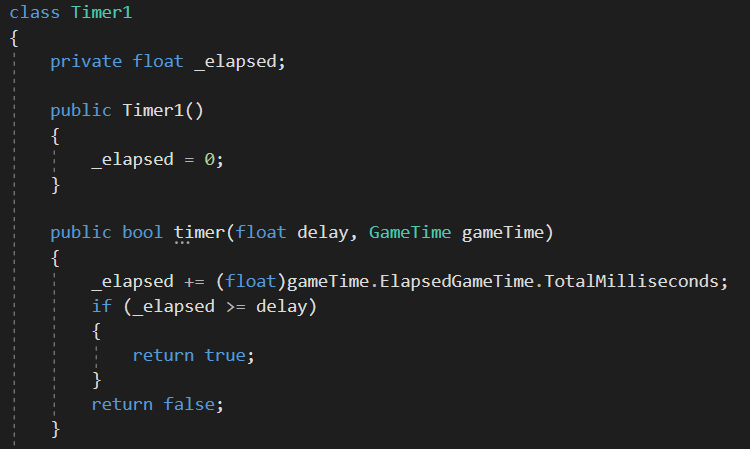 class Timer1
{
private float _elapsed;
public Timer1()
{
_elapsed = 0;
}
public bool timer(float delay, GameTime gameTime)
{
_elapsed += (float)gameTime.ElapsedGameTime.TotalMilliseconds;
if (_elapsed >= delay)
{
return true;
}
return false;
}